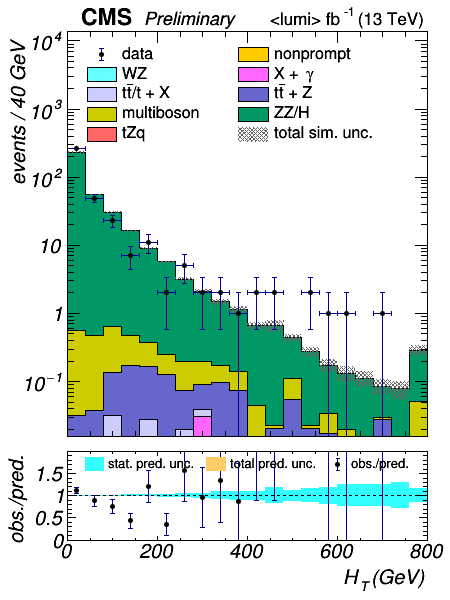 CMS Preliminary <lumi> fb⁻¹ (13 TeV)
events / 40 GeV
10⁴
10³
10²
10
1
10⁻¹
data
nonprompt
WZ
X + γ
tt̄/t + X
tt̄ + Z
multiboson
ZZ/H
tZ̄q
total sim. unc.
obs./pred.
1.5
1
0.5
0
stat. pred. unc. total pred. unc. obs./pred.
0 200 400 600 800
H_T (GeV)